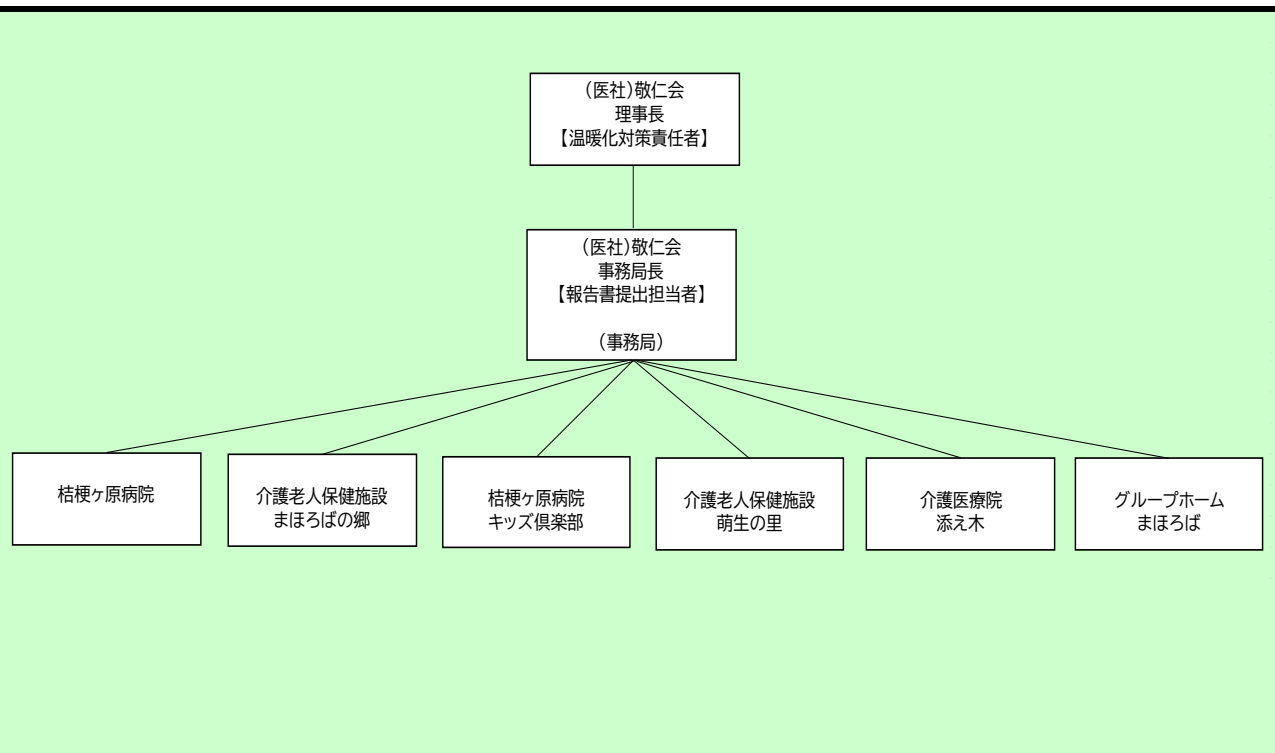 (医社)敬仁会
理事長
【温暖化対策責任者】
(医社)敬仁会
事務局長
【報告書提出担当者】
(事務局)
桔梗ヶ原病院
介護老人保健施設
まほろばの郷
桔梗ヶ原病院
キッズ倶楽部
介護老人保健施設
萌生の里
介護医療院
添え木
グループホーム
まほろば